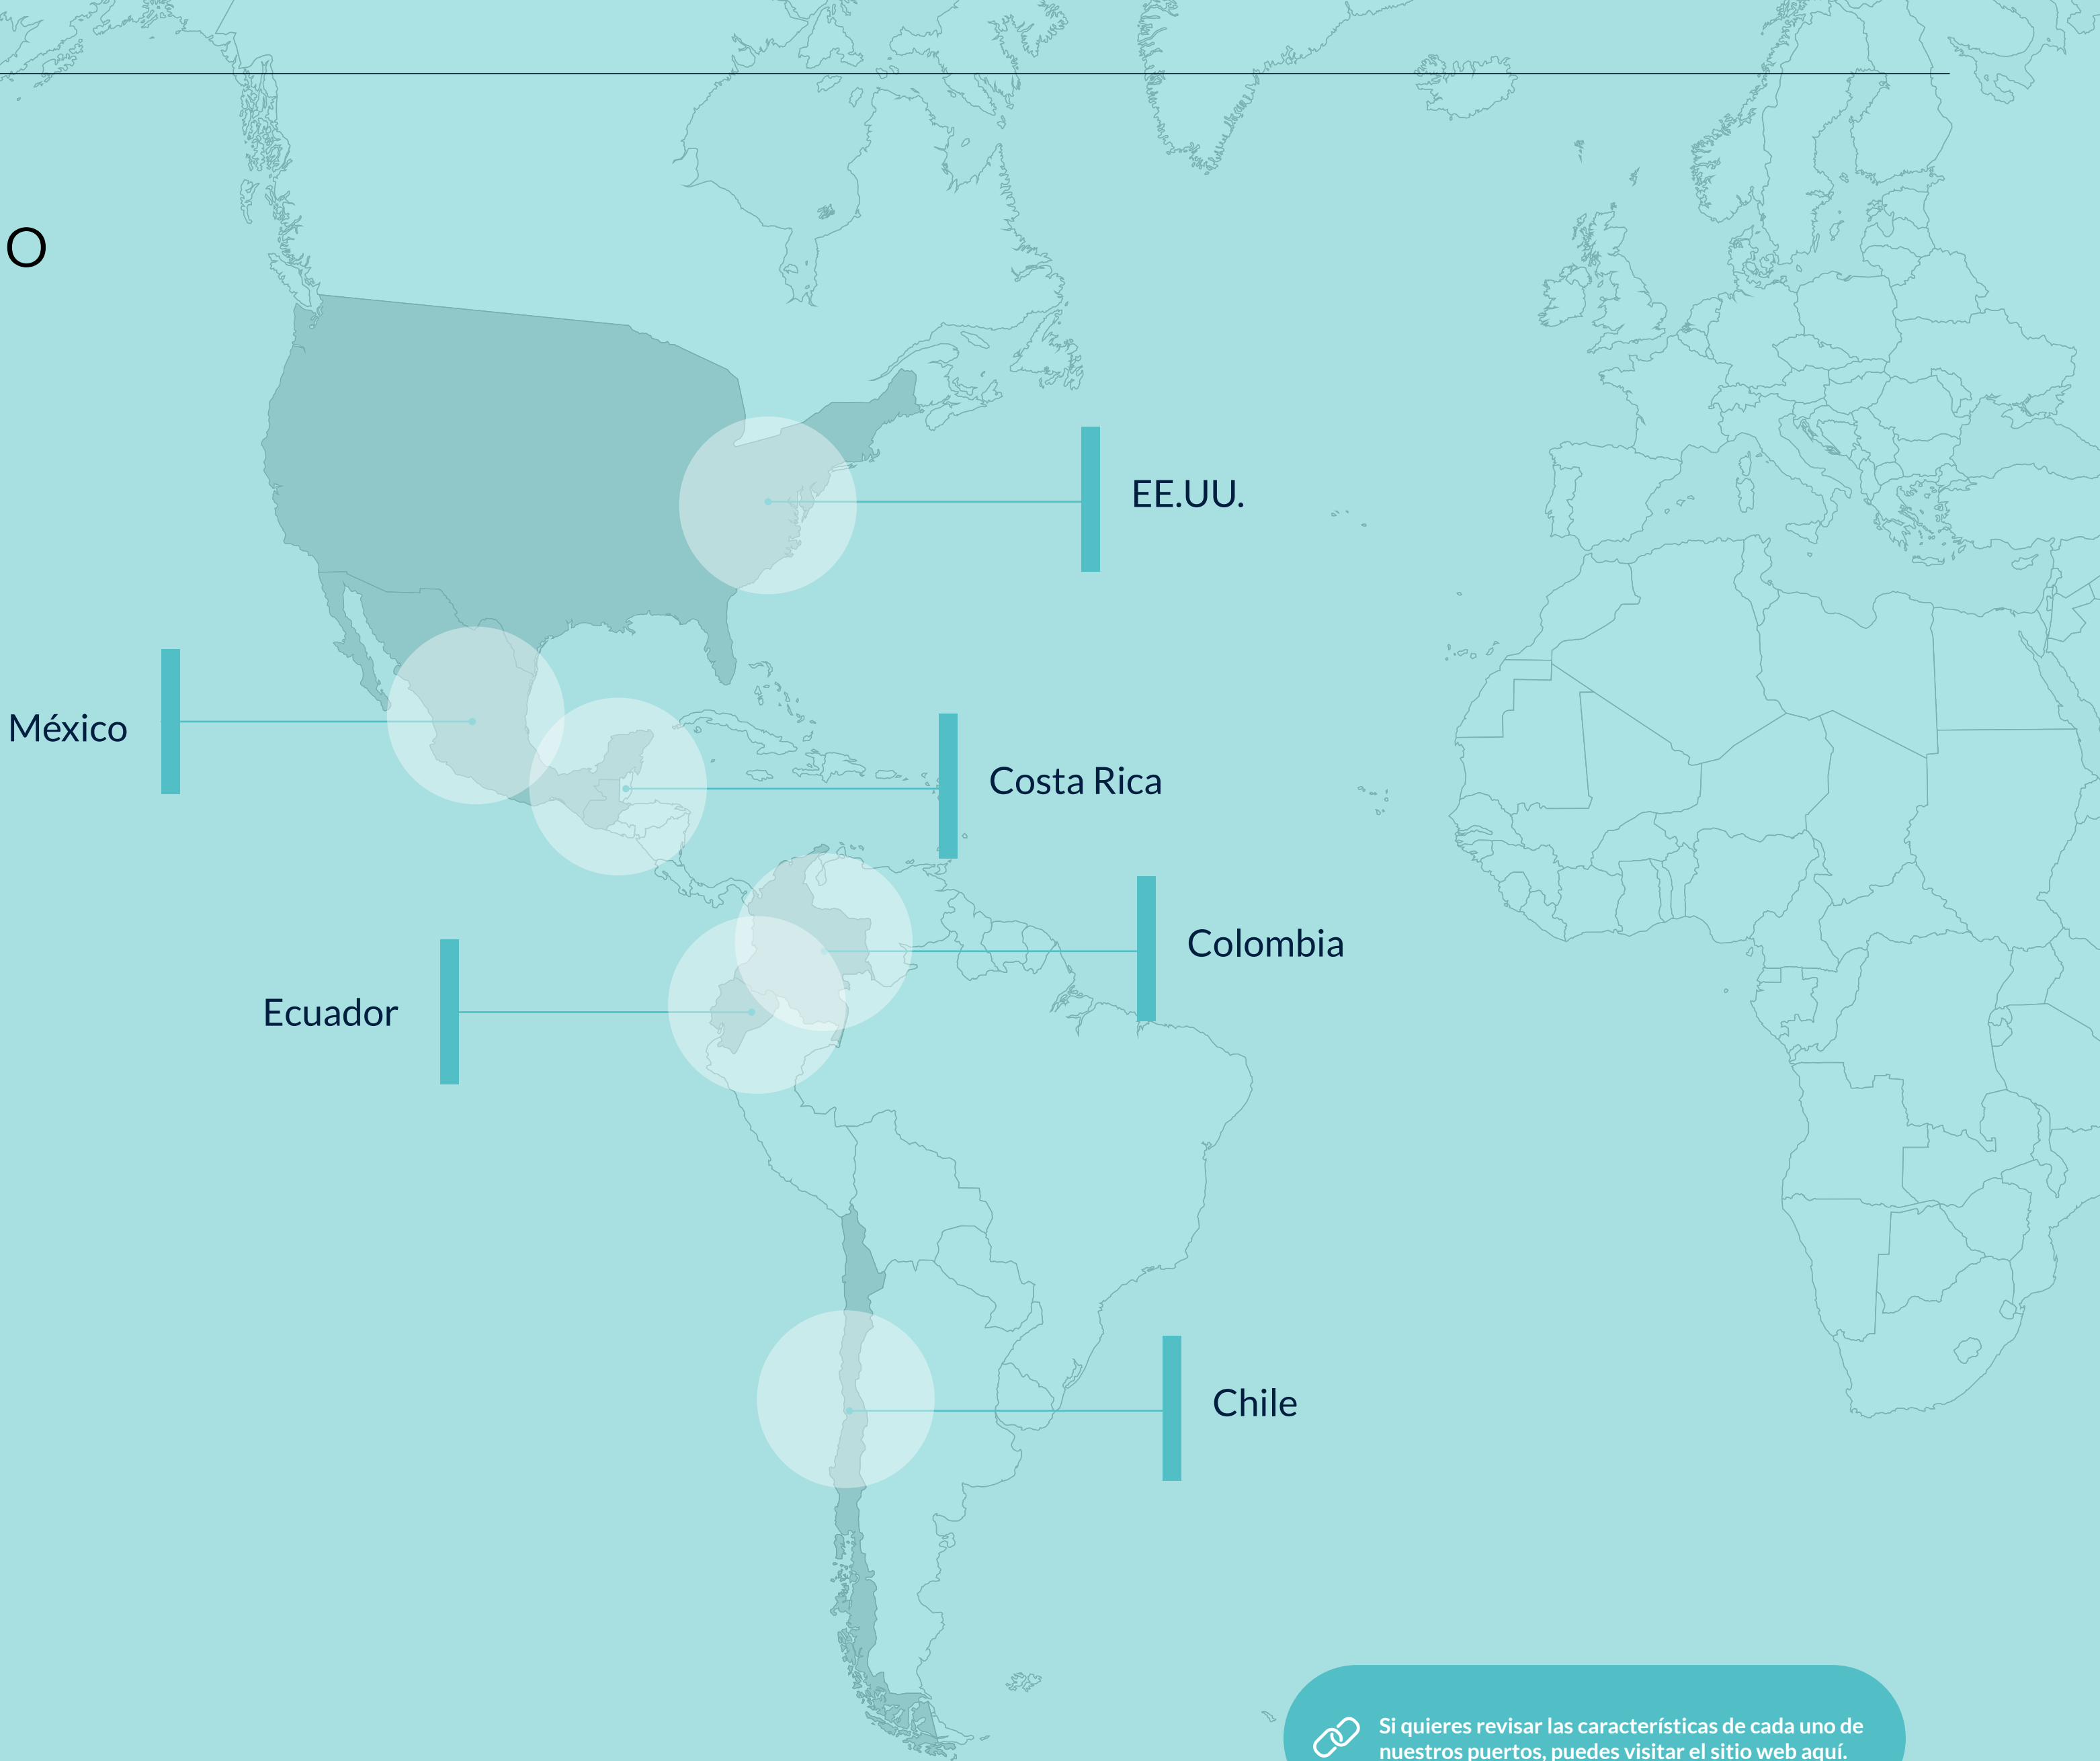 O
EE.UU.
México
Costa Rica
Colombia
Ecuador
Chile
Si quieres revisar las características de cada uno de
nuestros puertos, puedes visitar el sitio web aquí.